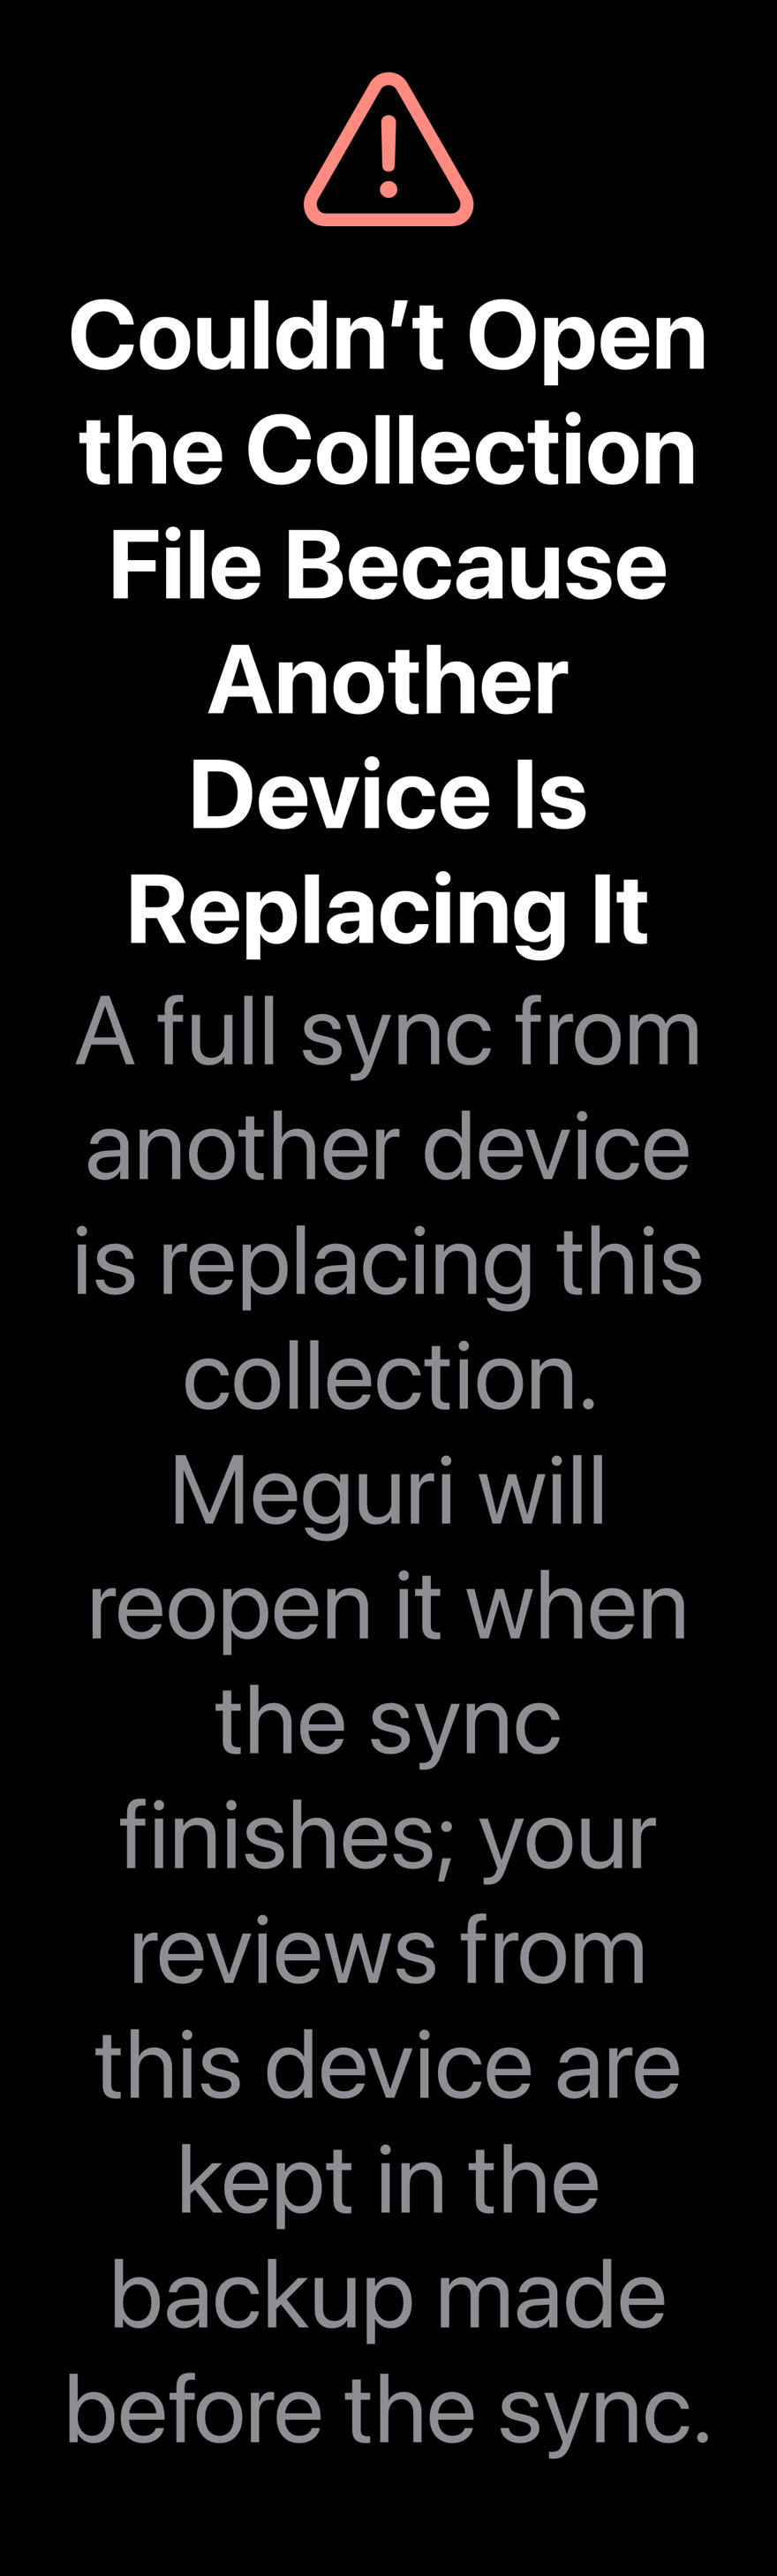 Couldn’t Open
the Collection
File Because
Another
Device Is
Replacing It
A full sync from
another device
is replacing this
collection.
Meguri will
reopen it when
the sync
finishes; your
reviews from
this device are
kept in the
backup made
before the sync.